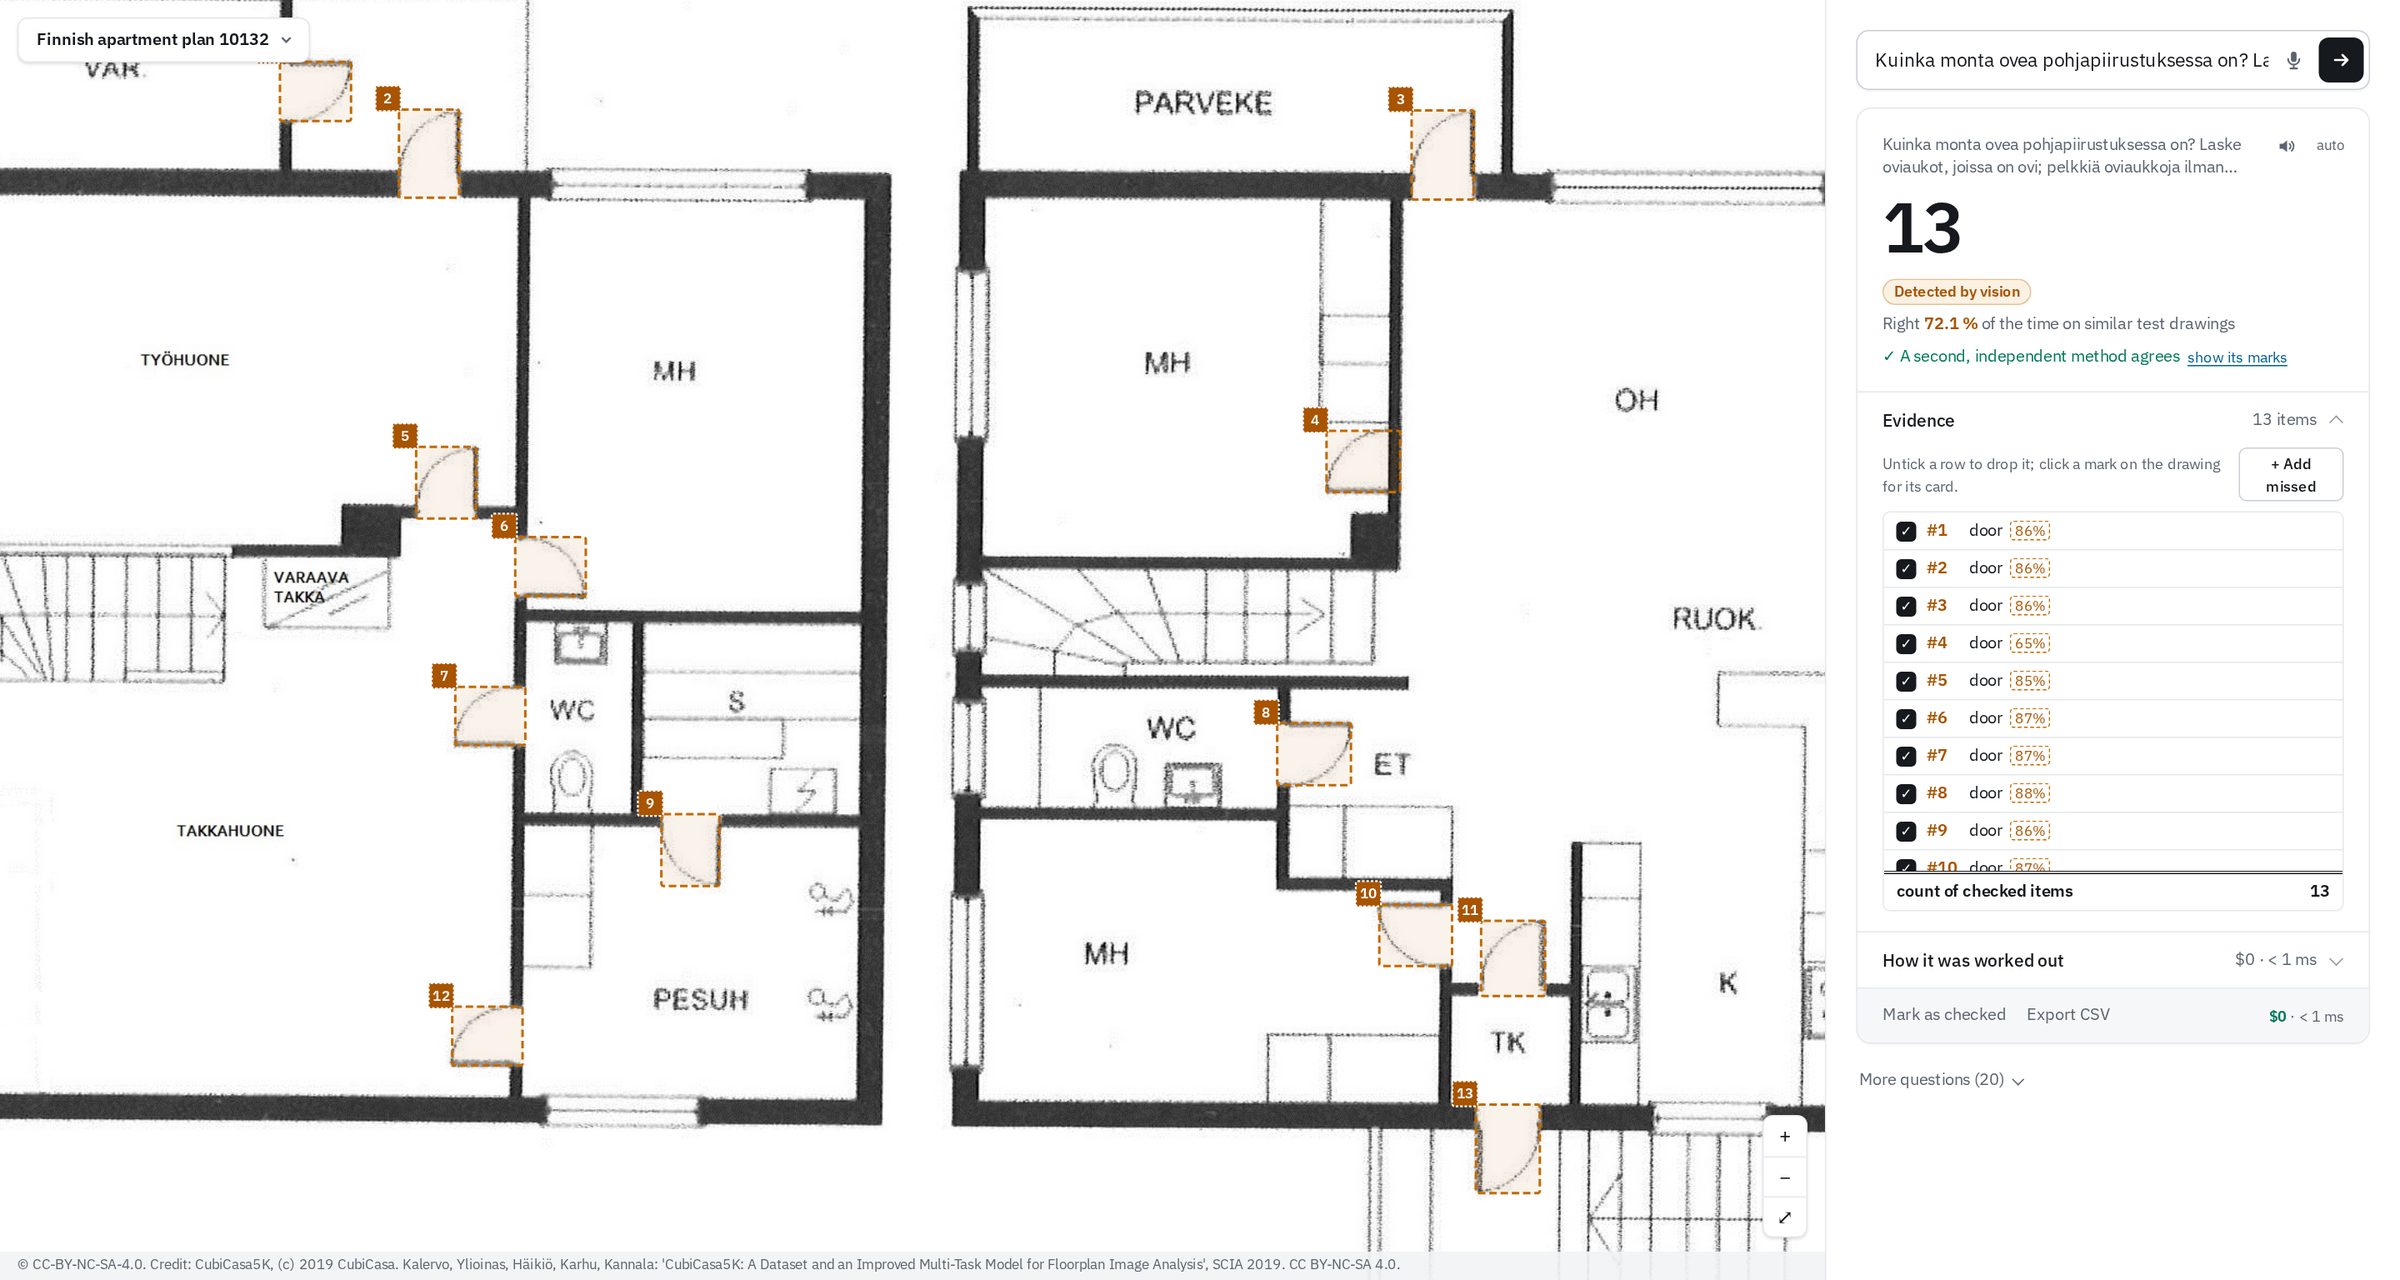 Finnish apartment plan 10132
VAR.
2
3
PARVEKE
TYÖHUONE
MH
MH
OH
4
5
6
VARAAVA
TAKKA
RUOK.
7
WC
S
8
WC
ET
9
TAKKAHUONE
10
11
MH
K
12
PESUH
TK
13
+
−
© CC-BY-NC-SA-4.0. Credit: CubiCasa5K, (c) 2019 CubiCasa. Kalervo, Ylioinas, Häikiö, Karhu, Kannala: 'CubiCasa5K: A Dataset and an Improved Multi-Task Model for Floorplan Image Analysis', SCIA 2019. CC BY-NC-SA 4.0.
Kuinka monta ovea pohjapiirustuksessa on? La
Kuinka monta ovea pohjapiirustuksessa on? Laske
oviaukot, joissa on ovi; pelkkiä oviaukkoja ilman...
auto
13
Detected by vision
Right 72.1 % of the time on similar test drawings
✓ A second, independent method agrees show its marks
Evidence 13 items
Untick a row to drop it; click a mark on the drawing
for its card.
+ Add
missed
#1 door 86%
#2 door 86%
#3 door 86%
#4 door 65%
#5 door 85%
#6 door 87%
#7 door 87%
#8 door 88%
#9 door 86%
#10 door 87%
count of checked items 13
How it was worked out $0 · < 1 ms
Mark as checked Export CSV $0 · < 1 ms
More questions (20)